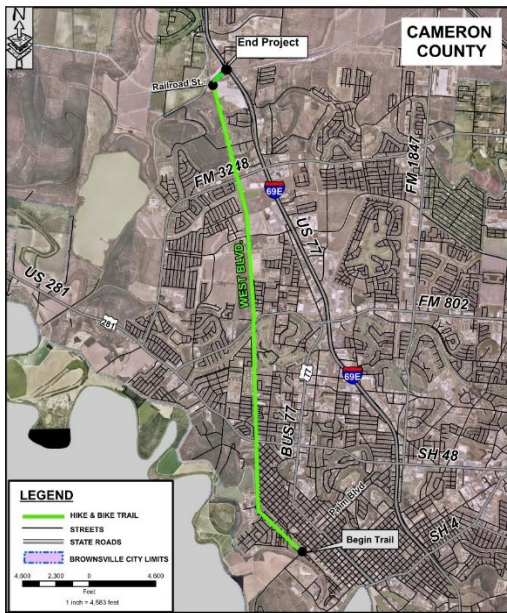 N
CAMERON
COUNTY
End Project
Railroad St.
FM 3248
FM 1847
69E
US 77
WEST BLVD.
US 281
281
FM 802
77
69E
BUS 77
SH 48
Palm Blvd
SH 4
Begin Trail
LEGEND
HIKE & BIKE TRAIL
STREETS
STATE ROADS
BROWNSVILLE CITY LIMITS
4,600 2,300 0 4,600
Feet
1 inch = 4,583 feet